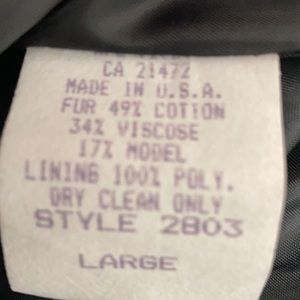 CA 21472
MADE IN U.S.A.
FUR 49% COTTON
34% VISCOSE
17% MODEL
LINING 100% POLY.
DRY CLEAN ONLY
STYLE 2803
LARGE